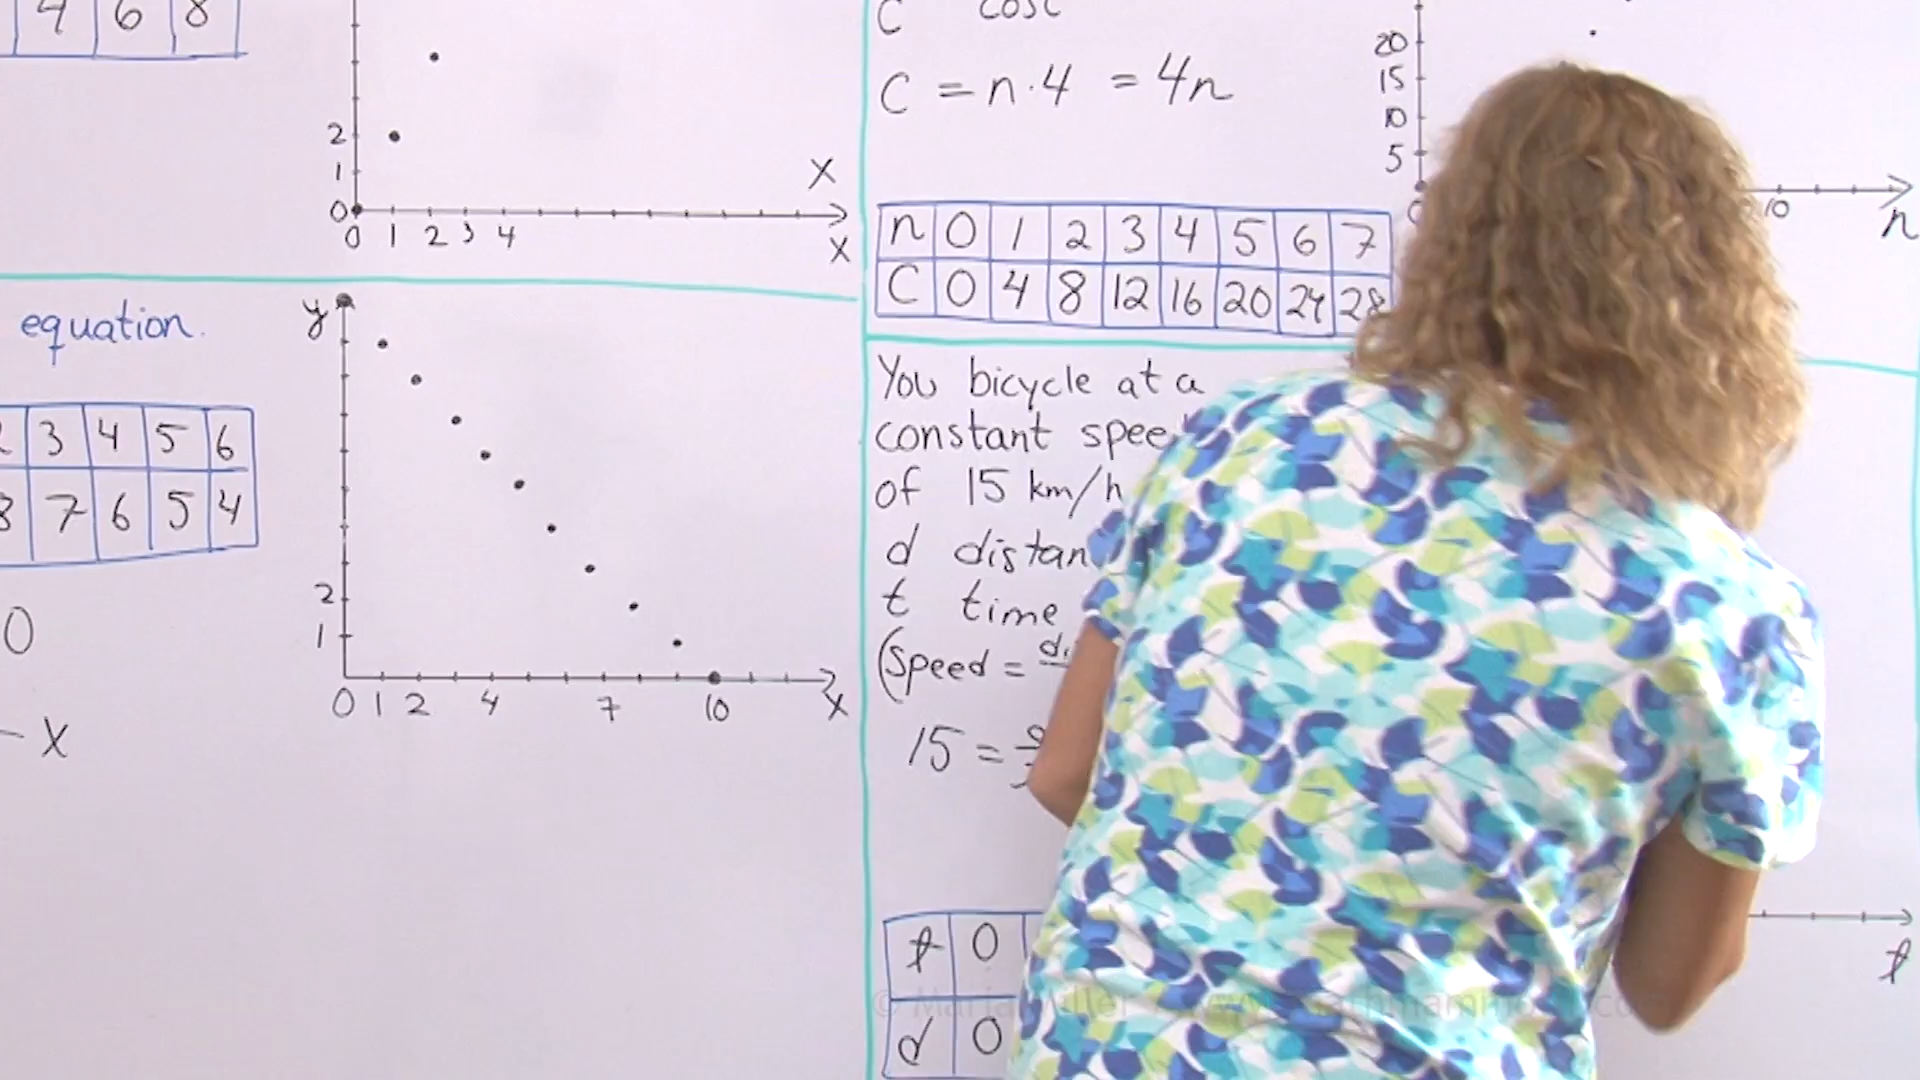 4 6 8
2
1
0
0 1 2 3 4
X
X
equation.
3 4 5 6
8 7 6 5 4
0
- X
y
2
1
0 1 2 4 7 10 X
C cost
C = n · 4 = 4n
n 0 1 2 3 4 5 6 7
C 0 4 8 12 16 20 24 28
20
15
10
5
10
n
You bicycle at a
constant
of 15 km/h
d
t time
(Speed =
15 =
t 0
d 0
t